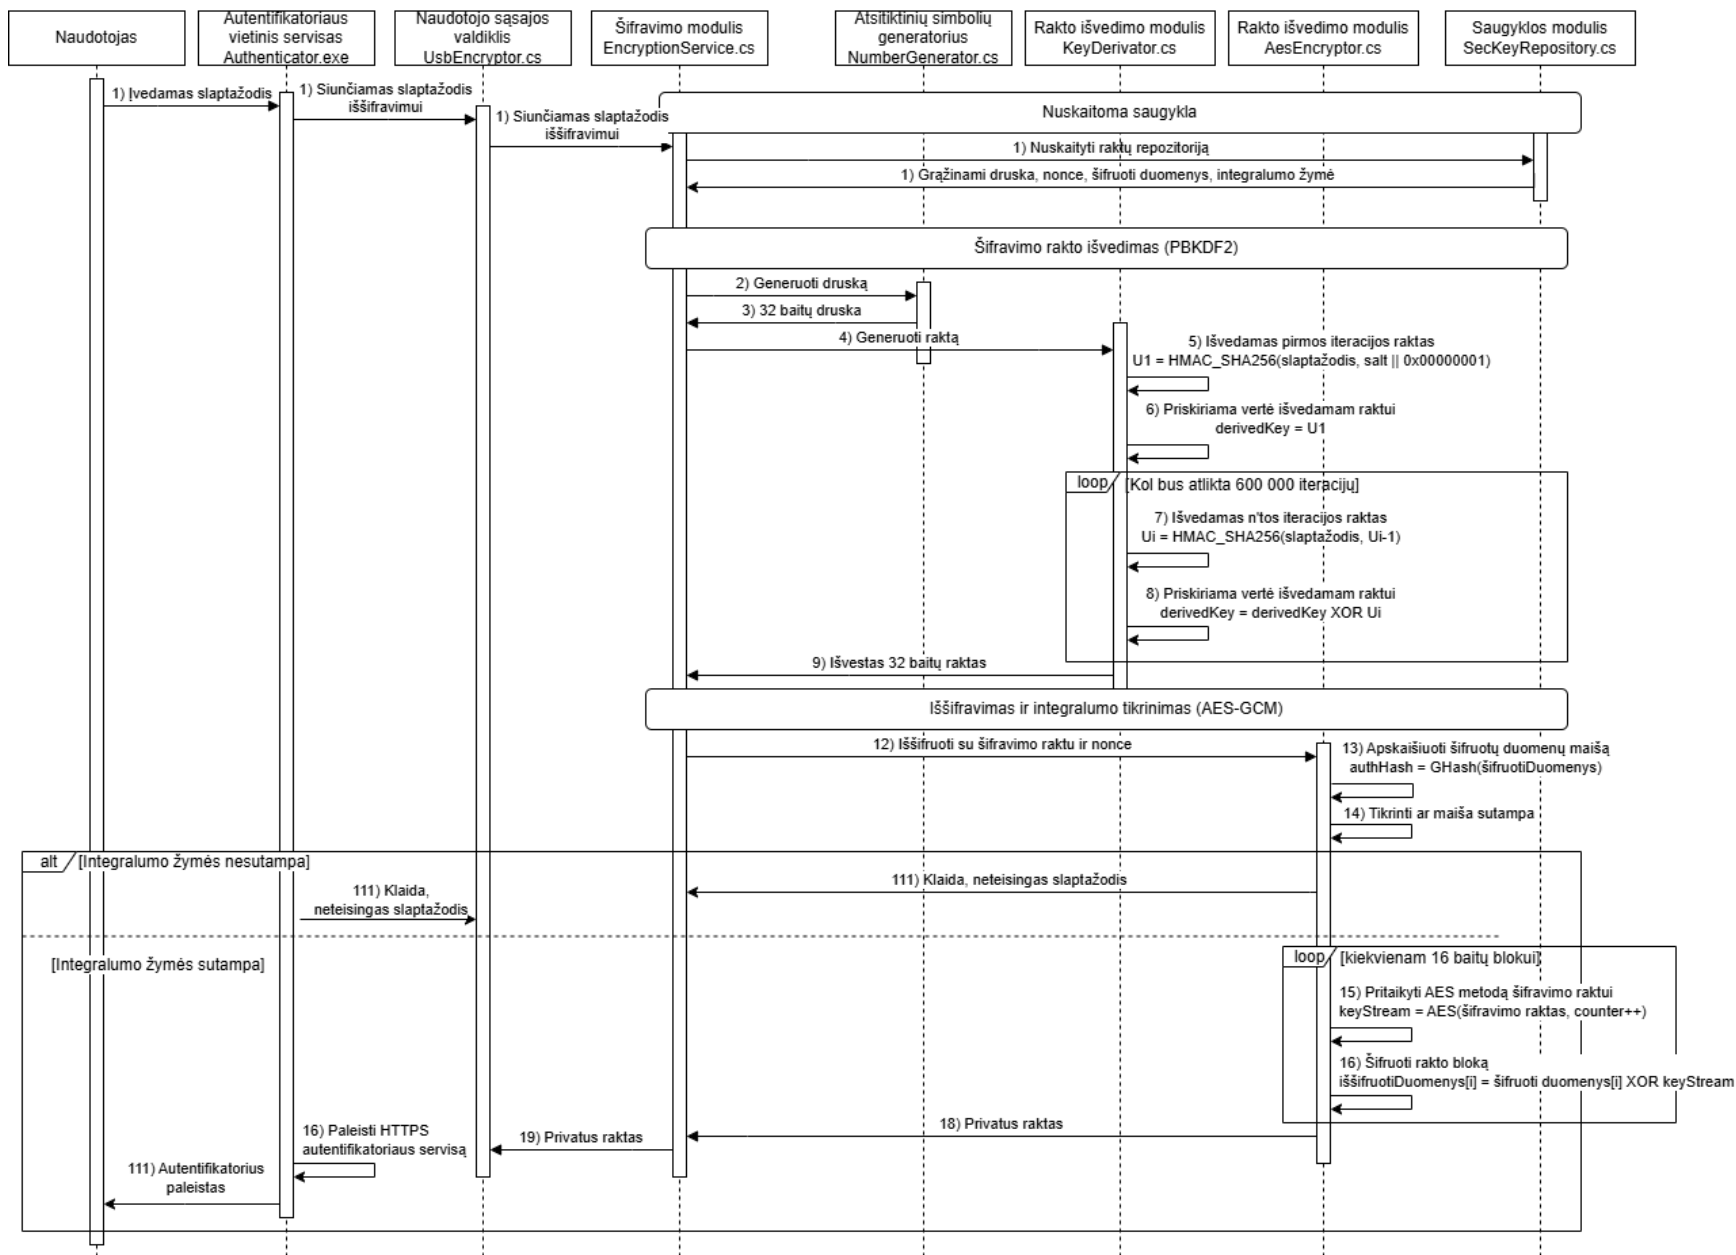 Naudotojas
Autentifikatoriaus
vietinis servisas
Authenticator.exe
Naudotojo sąsajos
valdiklis
UsbEncryptor.cs
Šifravimo modulis
EncryptionService.cs
Atsitiktinių simbolių
generatorius
NumberGenerator.cs
Rakto išvedimo modulis
KeyDerivator.cs
Rakto išvedimo modulis
AesEncryptor.cs
Saugyklos modulis
SecKeyRepository.cs
1) Įvedamas slaptažodis
1) Siunčiamas slaptažodis
iššifravimui
1) Siunčiamas slaptažodis
iššifravimui
Nuskaitoma saugykla
1) Nuskaityti raktų repozitoriją
1) Grąžinami druska, nonce, šifruoti duomenys, integralumo žymė
Šifravimo rakto išvedimas (PBKDF2)
2) Generuoti druską
3) 32 baitų druska
4) Generuoti raktą
5) Išvedamas pirmos iteracijos raktas
U1 = HMAC_SHA256(slaptažodis, salt || 0x00000001)
6) Priskiriama vertė išvedamam raktui
derivedKey = U1
loop
[Kol bus atlikta 600 000 iteracijų]
7) Išvedamas n'tos iteracijos raktas
Ui = HMAC_SHA256(slaptažodis, Ui-1)
8) Priskiriama vertė išvedamam raktui
derivedKey = derivedKey XOR Ui
9) Išvestas 32 baitų raktas
Iššifravimas ir integralumo tikrinimas (AES-GCM)
12) Iššifruoti su šifravimo raktu ir nonce
13) Apskaišiuoti šifruotų duomenų maišą
authHash = GHash(šifruotiDuomenys)
14) Tikrinti ar maiša sutampa
alt
[Integralumo žymės nesutampa]
111) Klaida, neteisingas slaptažodis
111) Klaida,
neteisingas slaptažodis
[Integralumo žymės sutampa]
loop
[kiekvienam 16 baitų blokui]
15) Pritaikyti AES metodą šifravimo raktui
keyStream = AES(šifravimo raktas, counter++)
16) Šifruoti rakto bloką
iššifruotiDuomenys[i] = šifruoti duomenys[i] XOR keyStream
18) Privatus raktas
19) Privatus raktas
16) Paleisti HTTPS
autentifikatoriaus servisą
111) Autentifikatorius
paleistas